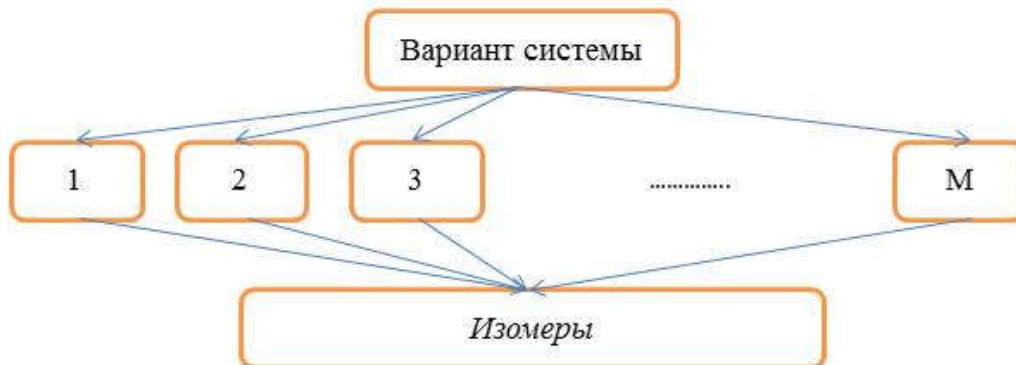 Вариант системы
1 2 3 .............. М
Изомеры